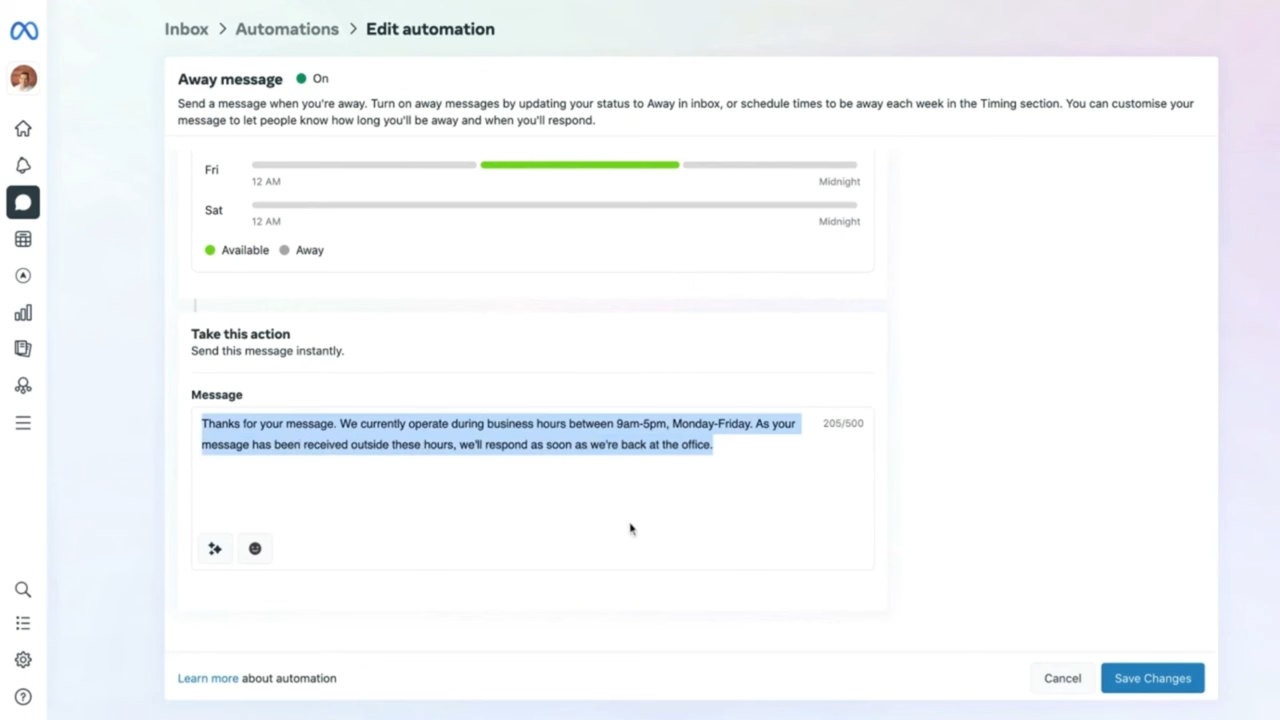 Inbox > Automations > Edit automation
Away message On
Send a message when you're away. Turn on away messages by updating your status to Away in inbox, or schedule times to be away each week in the Timing section. You can customise your
message to let people know how long you'll be away and when you'll respond.
Fri
12 AM Midnight
Sat
12 AM Midnight
Available Away
Take this action
Send this message instantly.
Message
Thanks for your message. We currently operate during business hours between 9am-5pm, Monday-Friday. As your 205/500
message has been received outside these hours, we'll respond as soon as we're back at the office.
Learn more about automation Cancel Save Changes